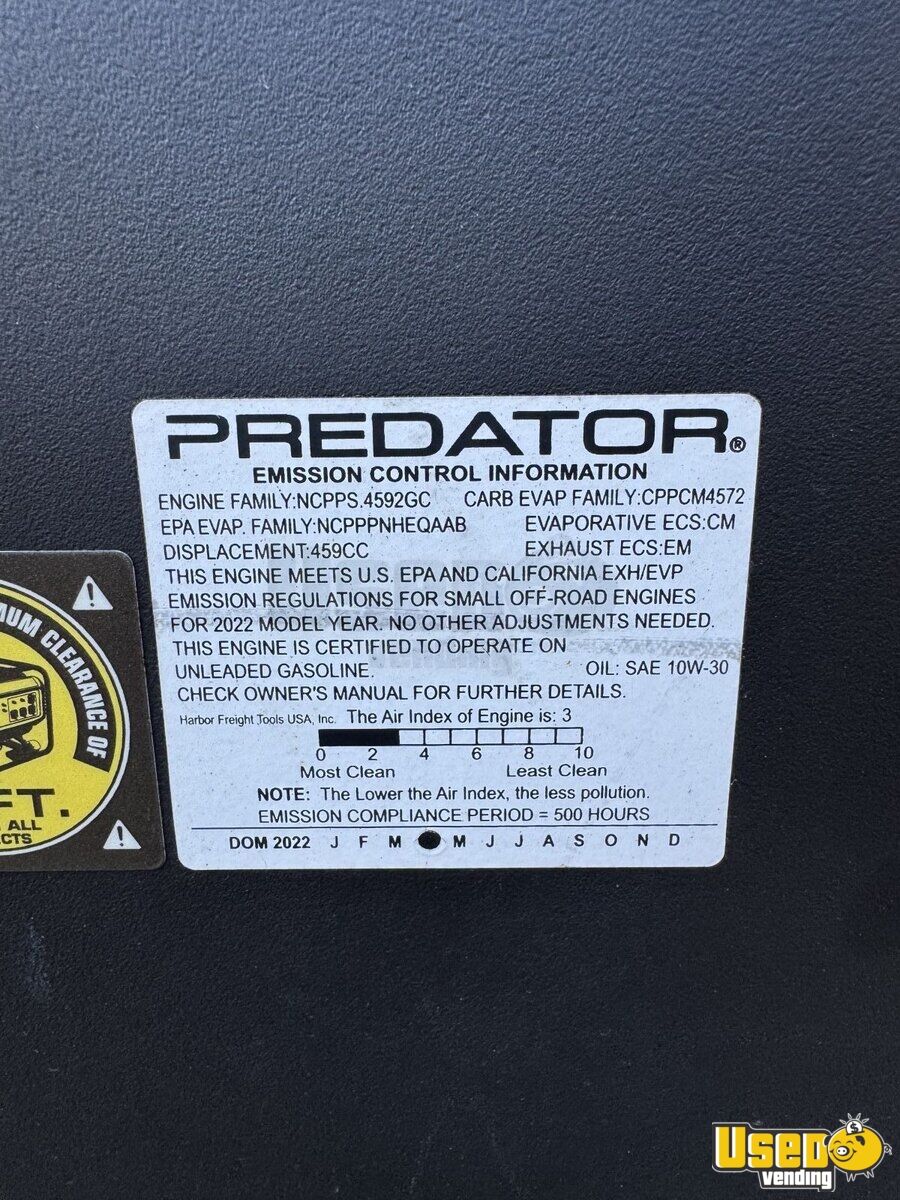 PREDATOR®
EMISSION CONTROL INFORMATION
ENGINE FAMILY:NCPPS.4592GC CARB EVAP FAMILY:CPPCM4572
EPA EVAP. FAMILY:NCPPPNHEQAAB EVAPORATIVE ECS:CM
DISPLACEMENT:459CC EXHAUST ECS:EM
THIS ENGINE MEETS U.S. EPA AND CALIFORNIA EXH/EVP
EMISSION REGULATIONS FOR SMALL OFF-ROAD ENGINES
FOR 2022 MODEL YEAR. NO OTHER ADJUSTMENTS NEEDED.
THIS ENGINE IS CERTIFIED TO OPERATE ON
UNLEADED GASOLINE. OIL: SAE 10W-30
CHECK OWNER'S MANUAL FOR FURTHER DETAILS.
Harbor Freight Tools USA, Inc. The Air Index of Engine is: 3
0 2 4 6 8 10
Most Clean Least Clean
NOTE: The Lower the Air Index, the less pollution.
EMISSION COMPLIANCE PERIOD = 500 HOURS
DOM 2022 J F M M J J A S O N D
CLEARANCE OF
FT.
ALL
USED
vending